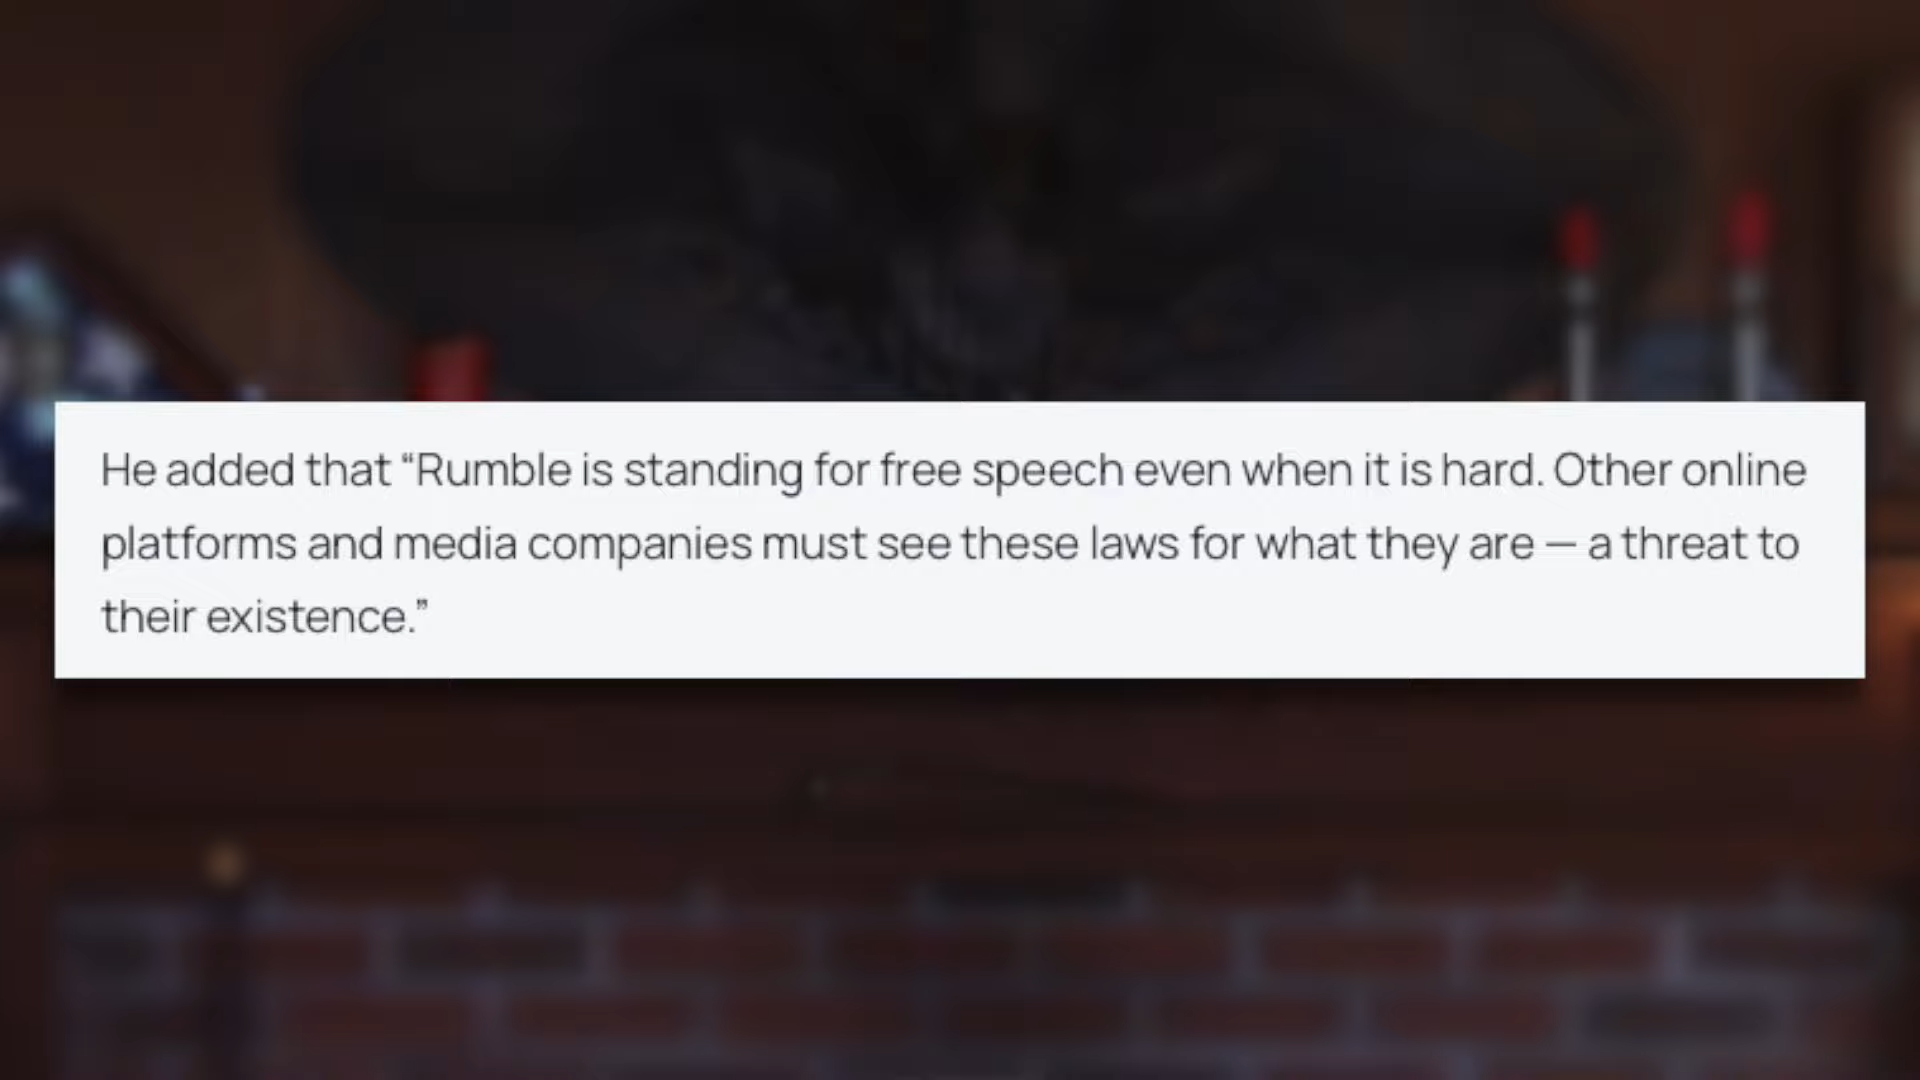 He added that “Rumble is standing for free speech even when it is hard. Other online
platforms and media companies must see these laws for what they are — a threat to
their existence.”